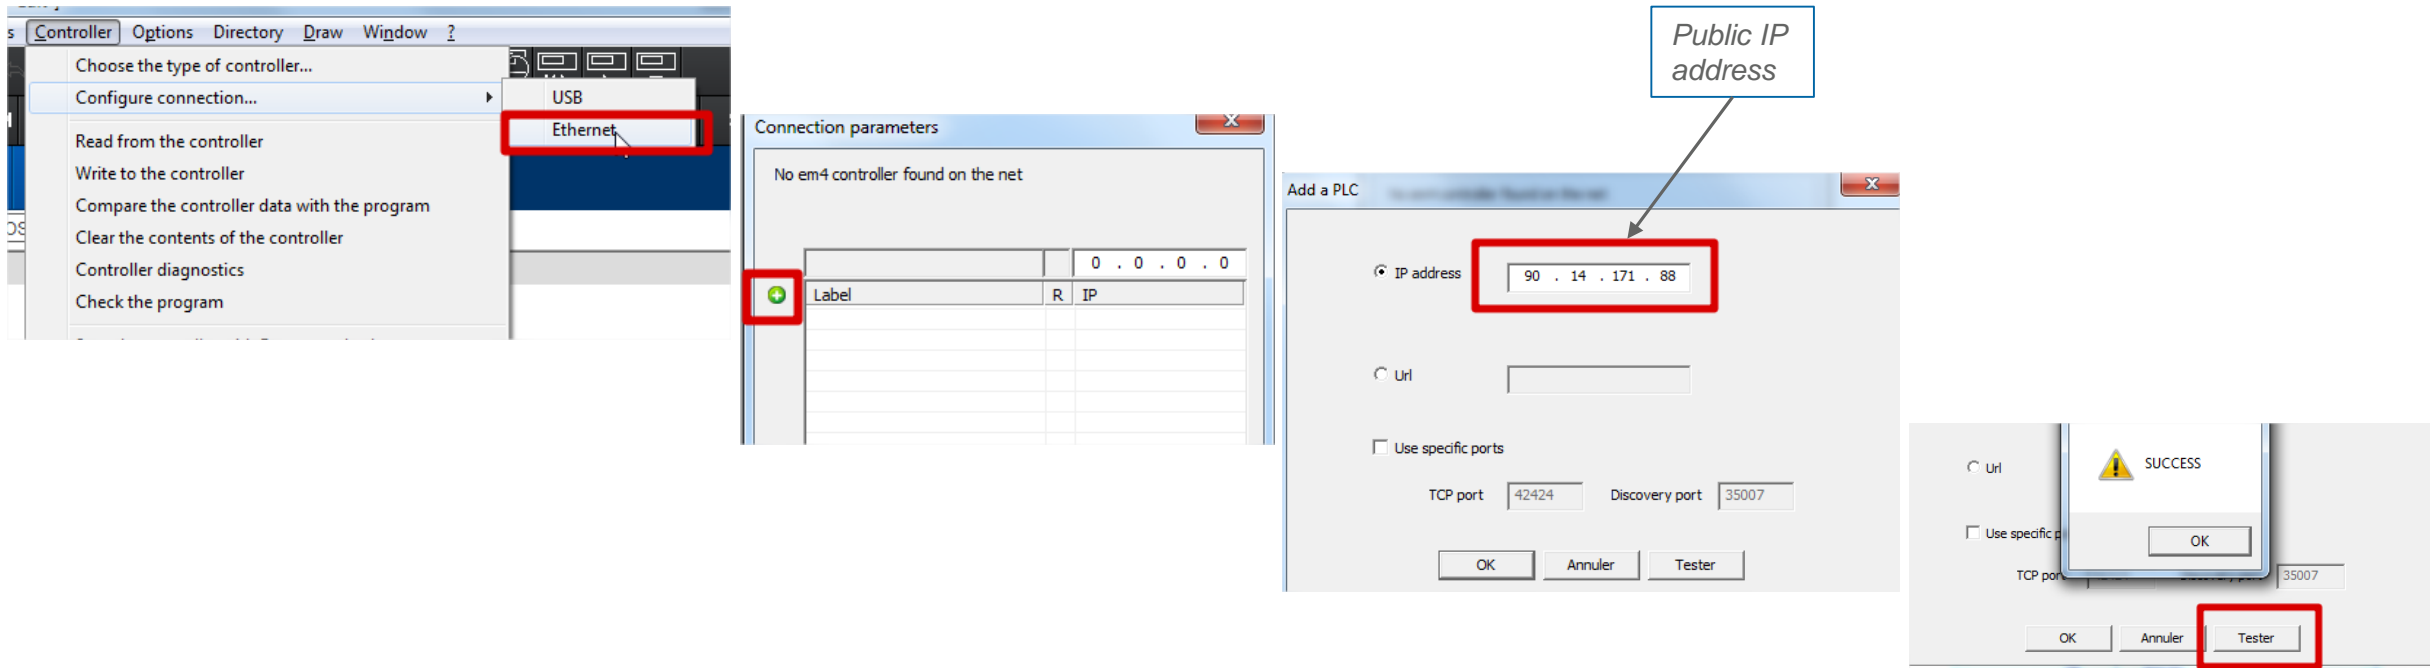 s Controller Options Directory Draw Window ?
Choose the type of controller...
Configure connection...
USB
Ethernet
Read from the controller
Write to the controller
Compare the controller data with the program
Clear the contents of the controller
Controller diagnostics
Check the program
Connection parameters
No em4 controller found on the net
0 . 0 . 0 . 0
Label R IP
Public IP
address
Add a PLC
IP address 90 . 14 . 171 . 88
Url
Use specific ports
TCP port 42424 Discovery port 35007
OK Annuler Tester
SUCCESS
Url
OK
Use specific p
TCP por 35007
OK Annuler Tester